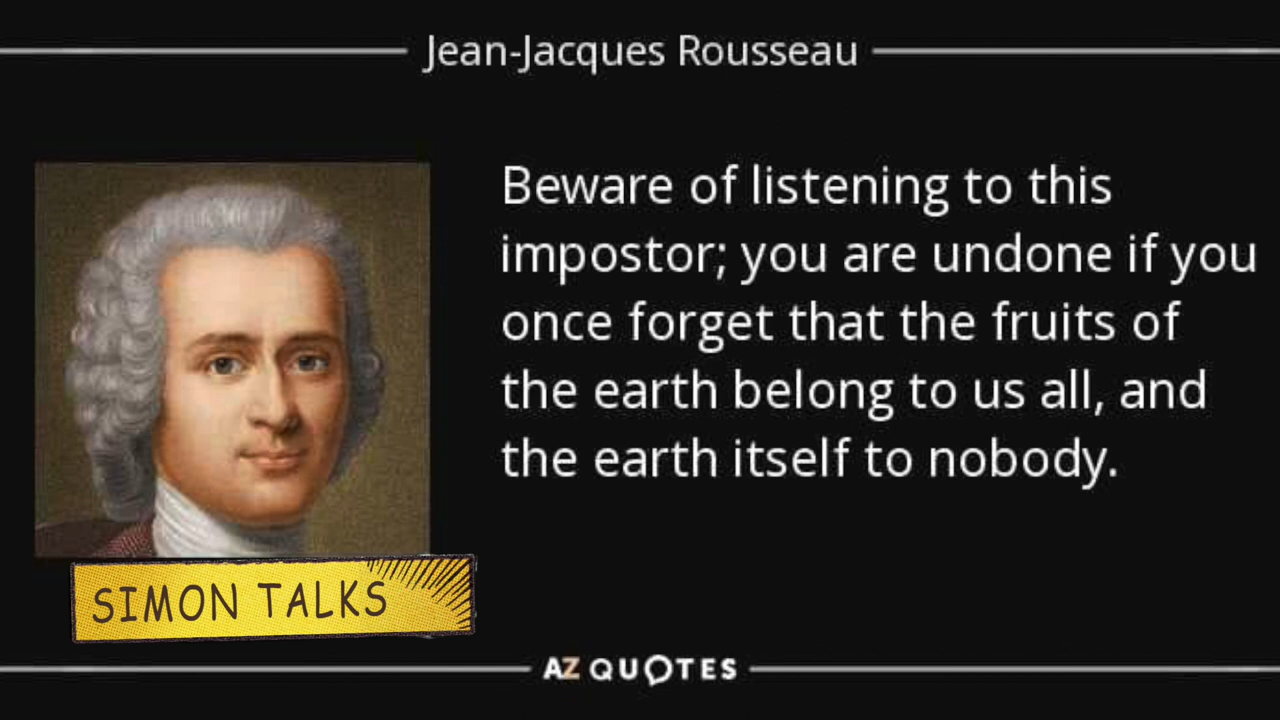 Jean-Jacques Rousseau
Beware of listening to this
impostor; you are undone if you
once forget that the fruits of
the earth belong to us all, and
the earth itself to nobody.
SIMON TALKS
AZ QUOTES